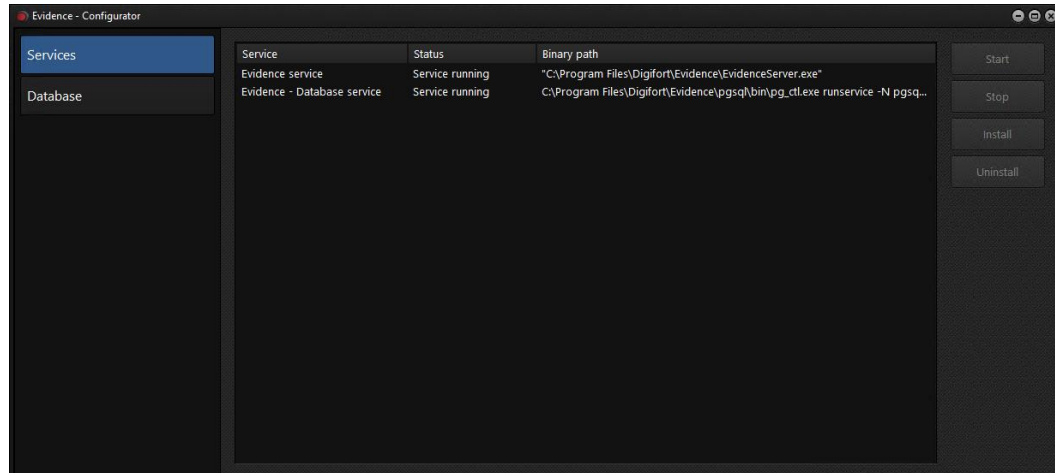 Evidence - Configurator
Services
Database
Service Status Binary path
Evidence service Service running "C:\Program Files\Digifort\Evidence\EvidenceServer.exe"
Evidence - Database service Service running C:\Program Files\Digifort\Evidence\pgsql\bin\pg_ctl.exe runservice -N pgsq...
Start
Stop
Install
Uninstall